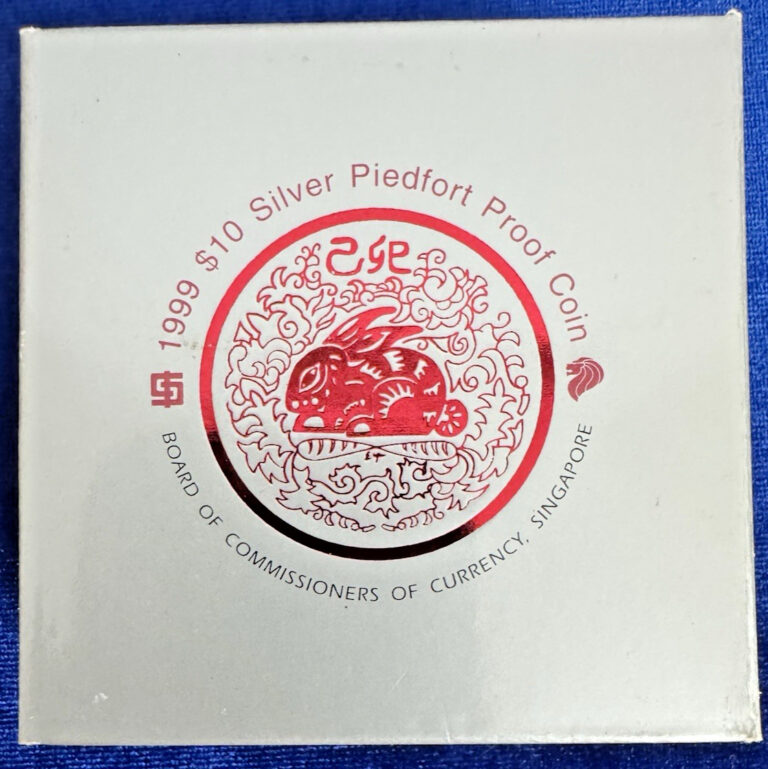 1999 $10 Silver Piedfort Proof Coin
己卯
BOARD OF COMMISSIONERS OF CURRENCY, SINGAPORE